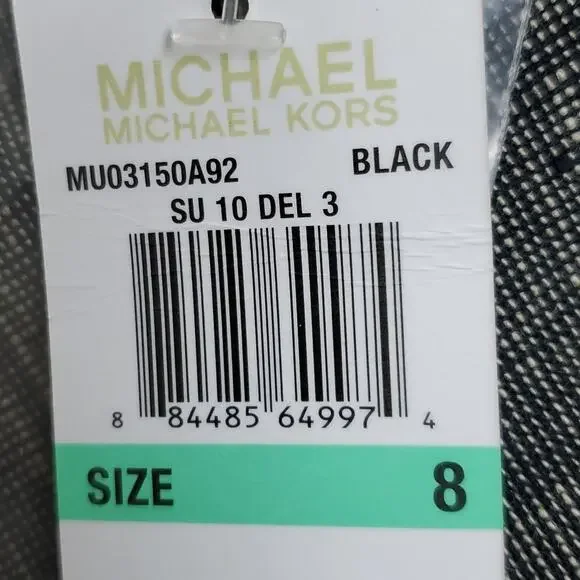 MICHAEL
MICHAEL KORS
MU03150A92 BLACK
SU 10 DEL 3
8 84485 64997 4
SIZE 8